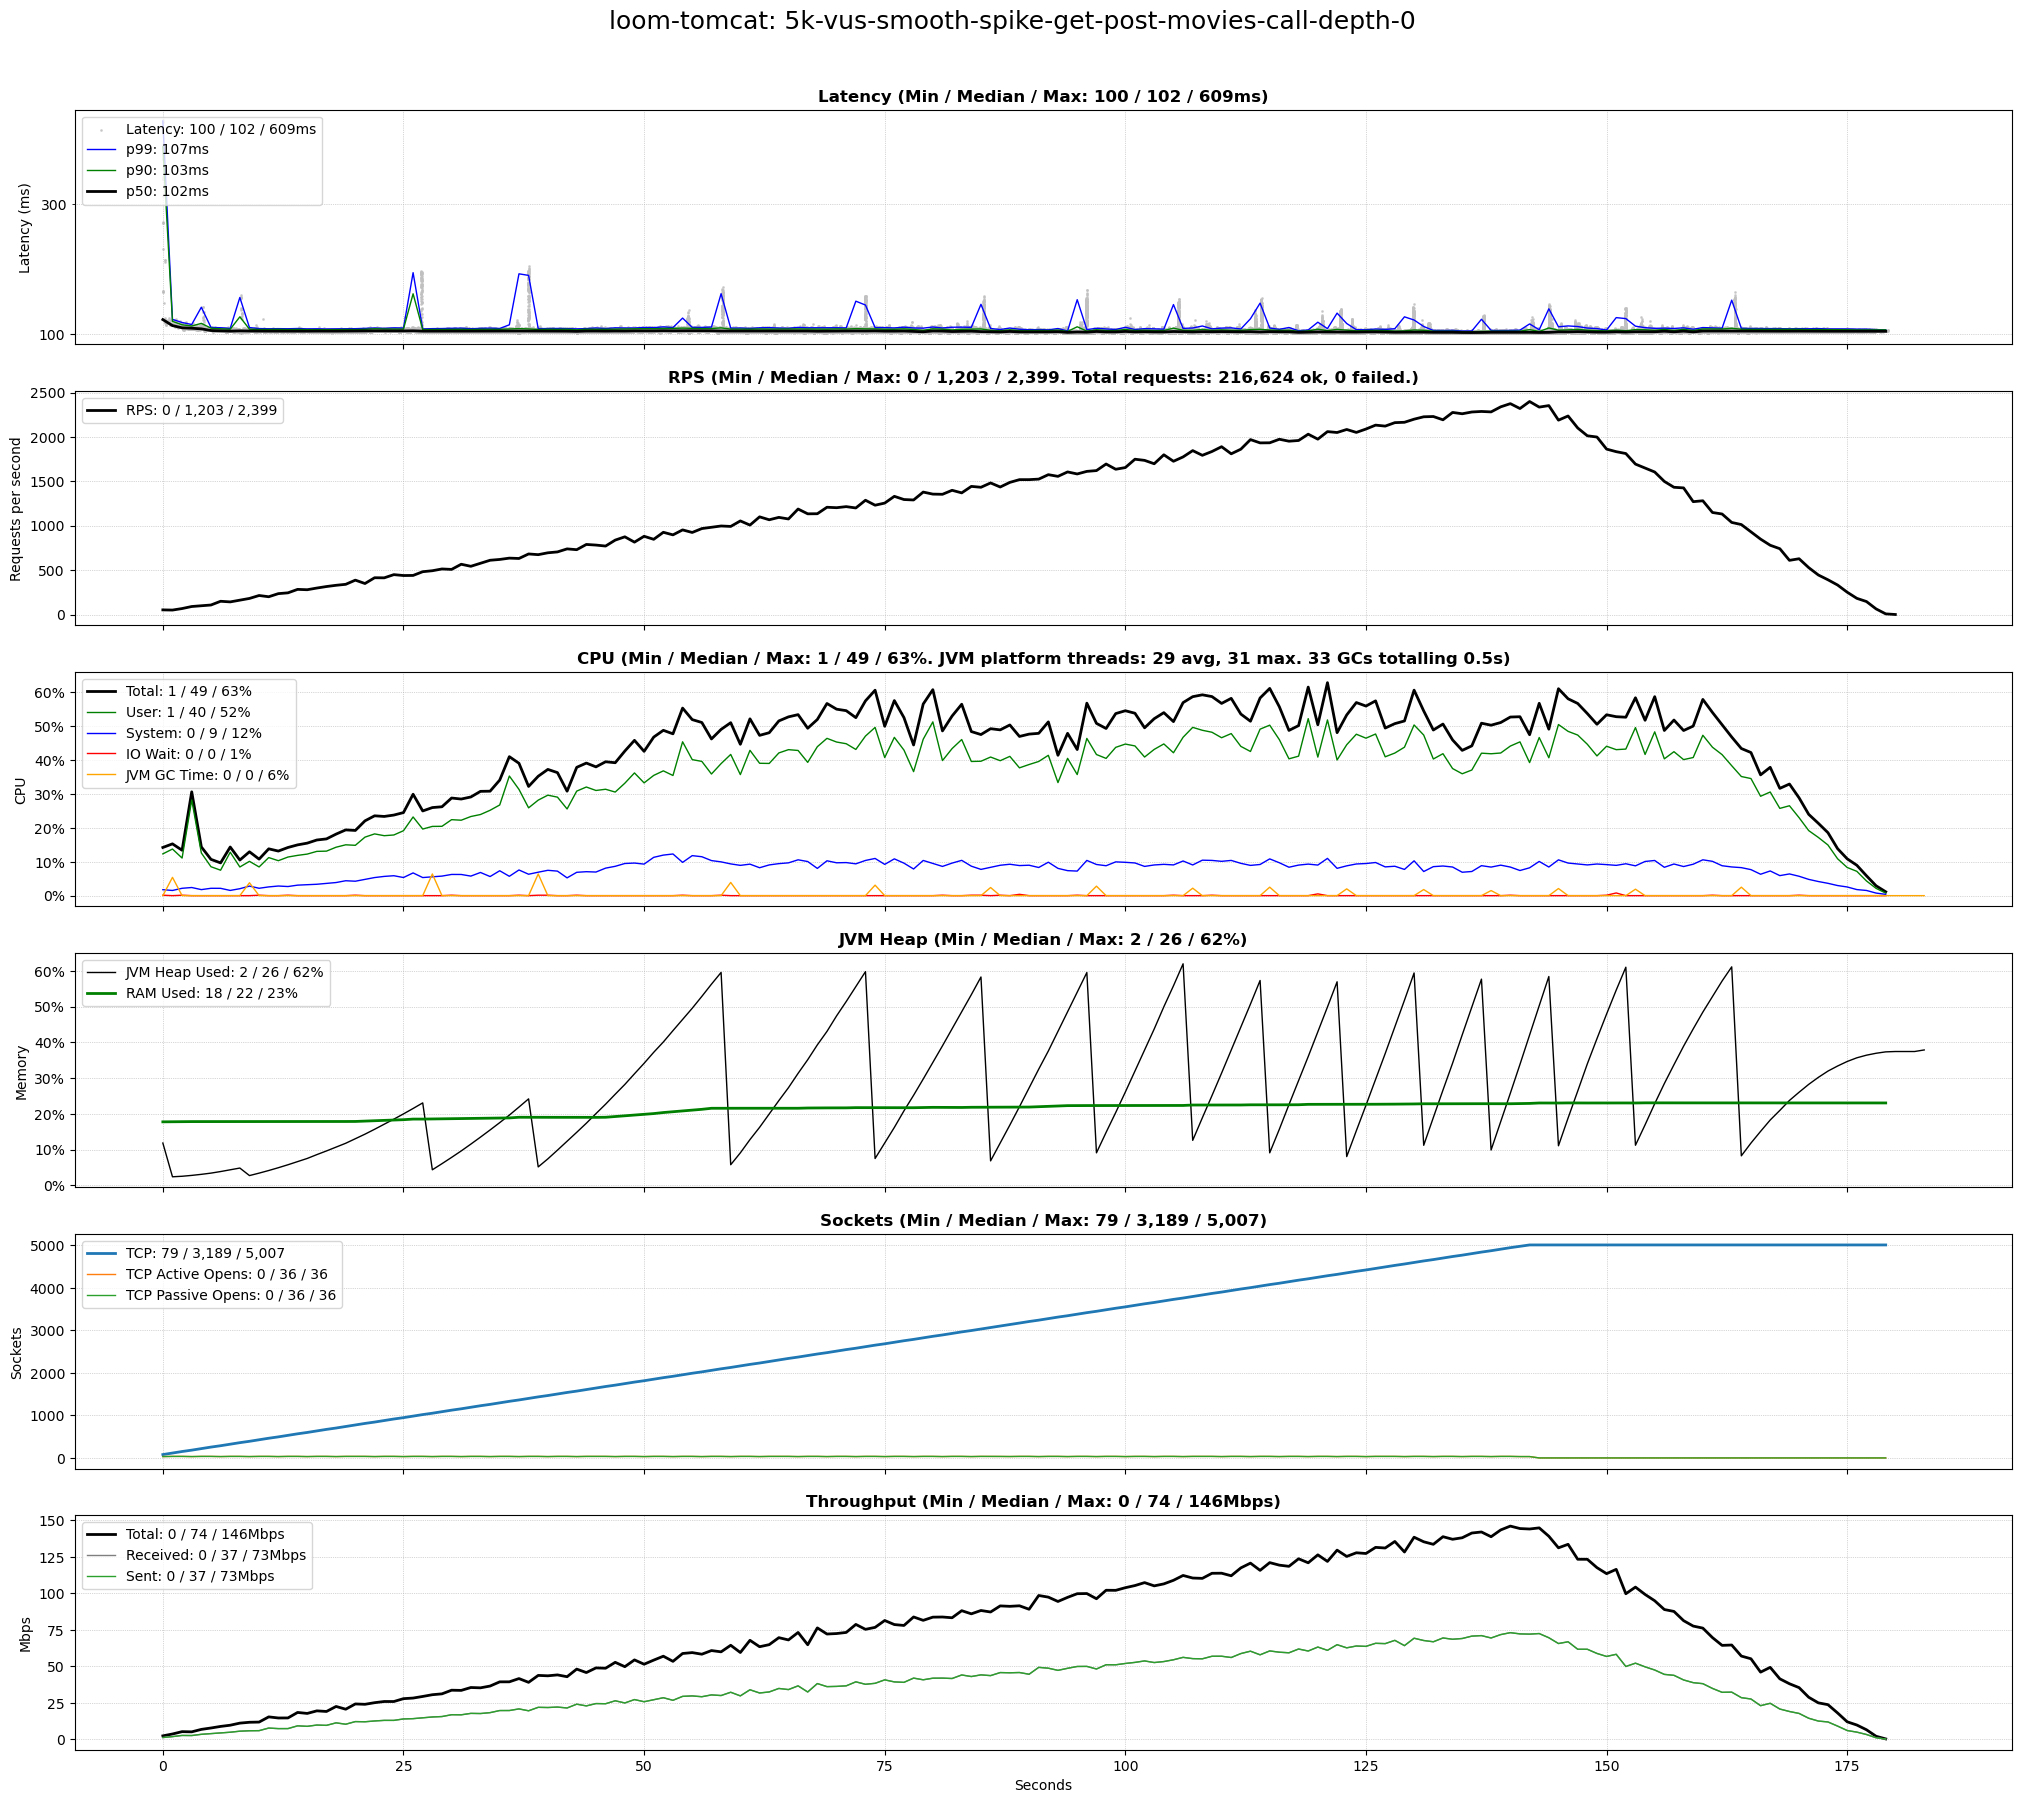 loom-tomcat: 5k-vus-smooth-spike-get-post-movies-call-depth-0
Latency (Min / Median / Max: 100 / 102 / 609ms)
Latency: 100 / 102 / 609ms
p99: 107ms
p90: 103ms
p50: 102ms
Latency (ms)
300
100
RPS (Min / Median / Max: 0 / 1,203 / 2,399. Total requests: 216,624 ok, 0 failed.)
RPS: 0 / 1,203 / 2,399
Requests per second
2500
2000
1500
1000
500
0
CPU (Min / Median / Max: 1 / 49 / 63%. JVM platform threads: 29 avg, 31 max. 33 GCs totalling 0.5s)
Total: 1 / 49 / 63%
User: 1 / 40 / 52%
System: 0 / 9 / 12%
IO Wait: 0 / 0 / 1%
JVM GC Time: 0 / 0 / 6%
CPU
60%
50%
40%
30%
20%
10%
0%
JVM Heap (Min / Median / Max: 2 / 26 / 62%)
JVM Heap Used: 2 / 26 / 62%
RAM Used: 18 / 22 / 23%
Memory
60%
50%
40%
30%
20%
10%
0%
Sockets (Min / Median / Max: 79 / 3,189 / 5,007)
TCP: 79 / 3,189 / 5,007
TCP Active Opens: 0 / 36 / 36
TCP Passive Opens: 0 / 36 / 36
Sockets
5000
4000
3000
2000
1000
0
Throughput (Min / Median / Max: 0 / 74 / 146Mbps)
Total: 0 / 74 / 146Mbps
Received: 0 / 37 / 73Mbps
Sent: 0 / 37 / 73Mbps
Mbps
150
125
100
75
50
25
0
0 25 50 75 100 125 150 175
Seconds